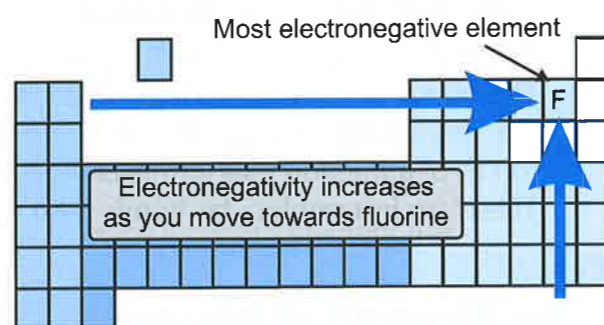 Most electronegative element
F
Electronegativity increases
as you move towards fluorine